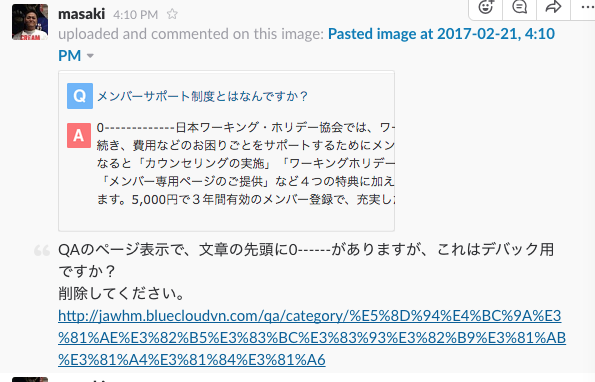 masaki 4:10 PM
uploaded and commented on this image: Pasted image at 2017-02-21, 4:10
PM
Q メンバーサポート制度とはなんですか？
A 0-------------日本ワーキング・ホリデー協会では、ワー
続き、費用などのお困りごとをサポートするためにメン
なると「カウンセリングの実施」「ワーキングホリデー
「メンバー専用ページのご提供」など４つの特典に加え
ます。5,000円で３年間有効のメンバー登録で、充実し
QAのページ表示で、文章の先頭に0------がありますが、これはデバック用
ですか？
削除してください。
http://jawhm.bluecloudvn.com/qa/category/%E5%8D%94%E4%BC%9A%E3
%81%AE%E3%82%B5%E3%83%BC%E3%83%93%E3%82%B9%E3%81%AB
%E3%81%A4%E3%81%84%E3%81%A6